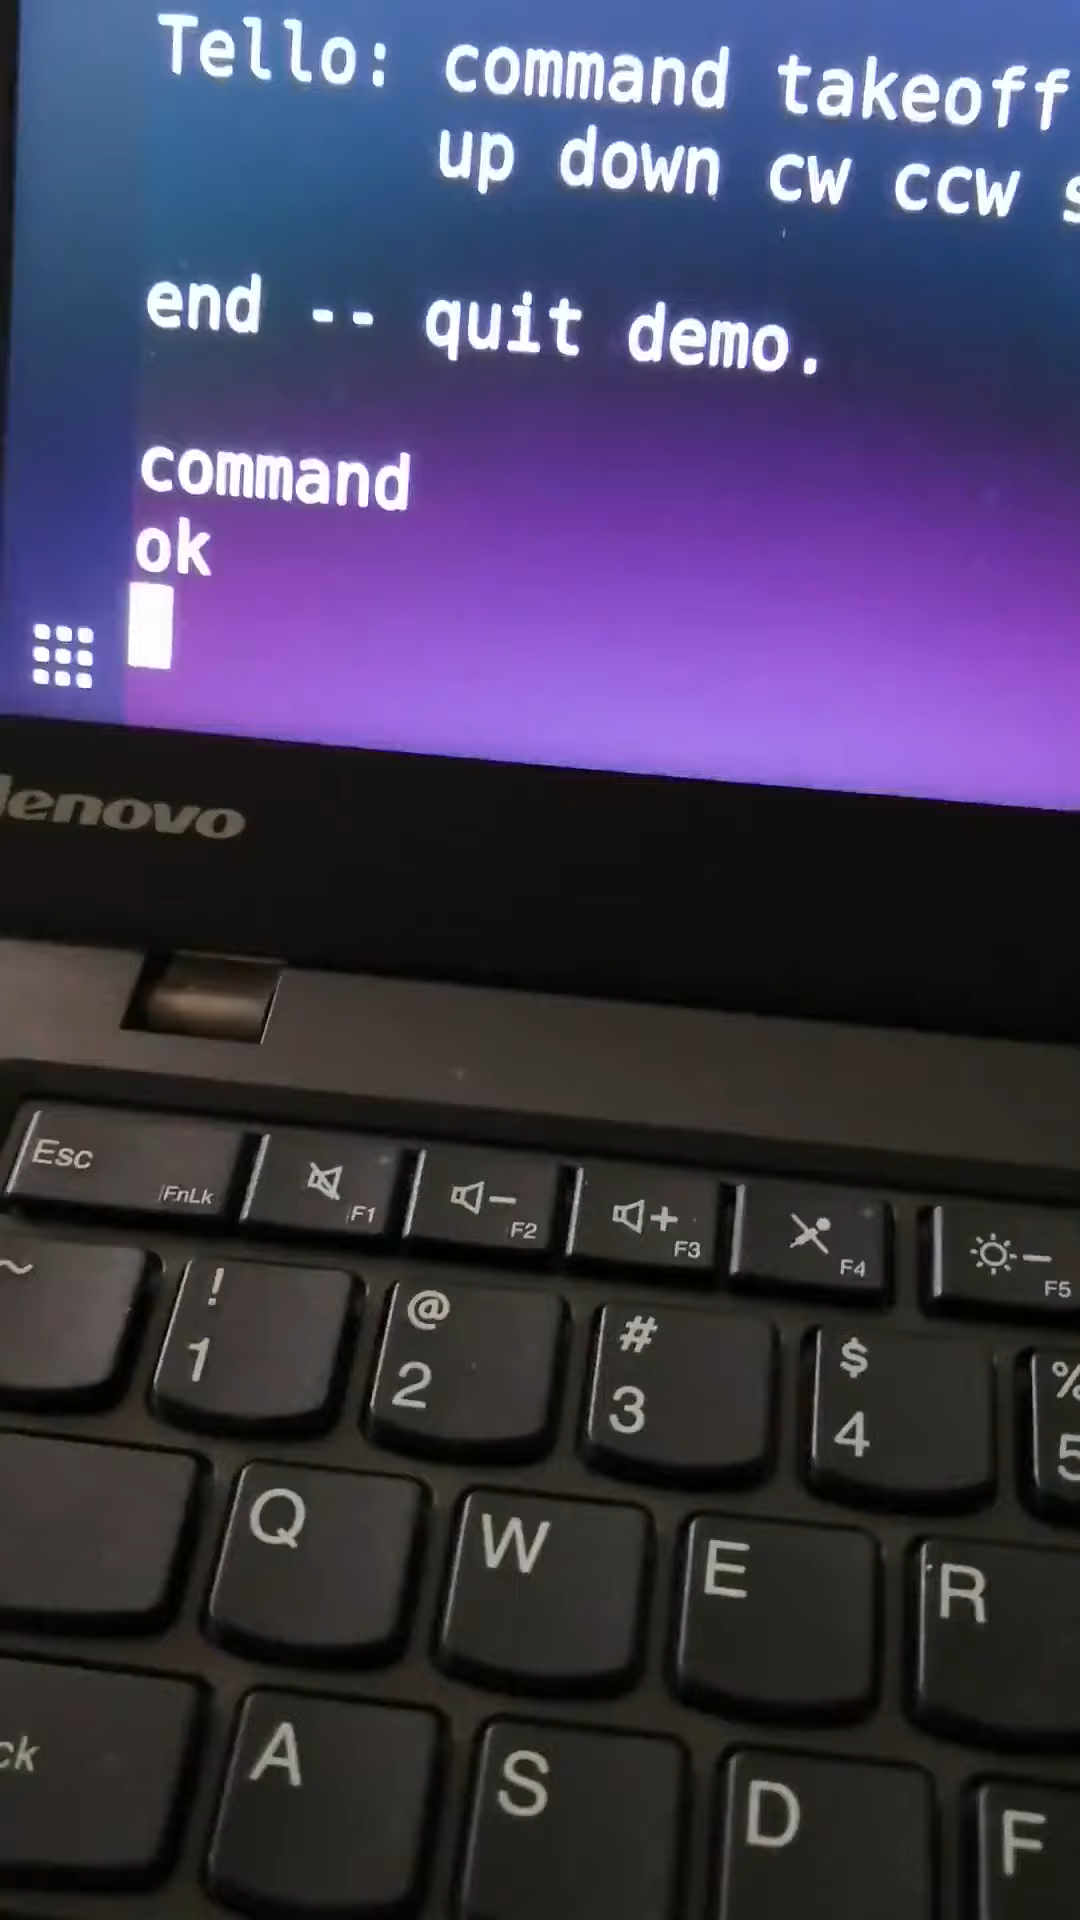 Tello: command takeoff
up down cw ccw
end -- quit demo.
command
ok
lenovo
Esc FnLk F1 F2 F3 F4 F5
~ ! 1 @ 2 # 3 $ 4 % 5
Q W E R
A S D F